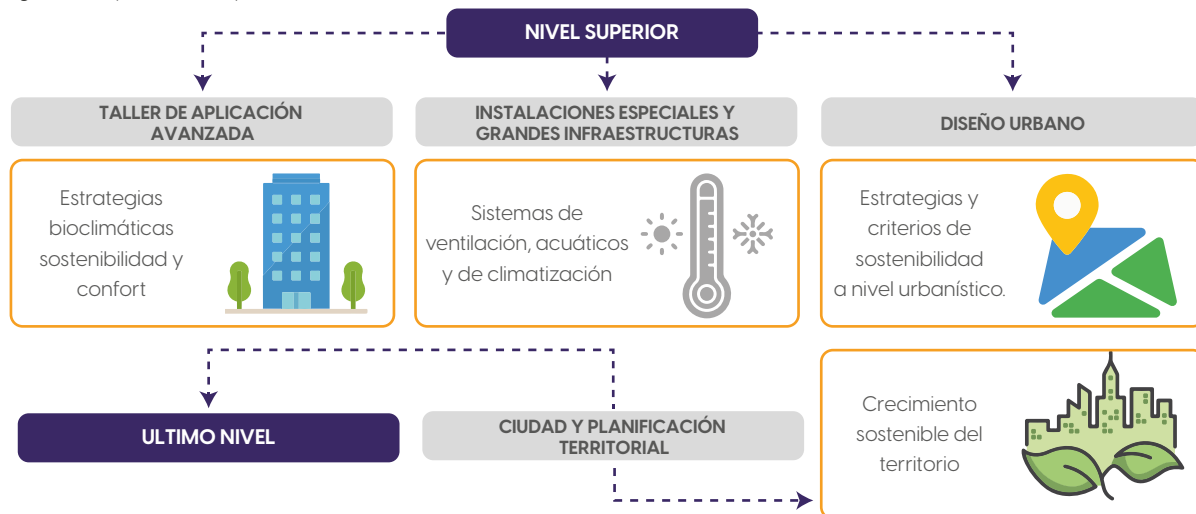 NIVEL SUPERIOR
TALLER DE APLICACIÓN
AVANZADA
Estrategias
bioclimáticas
sostenibilidad y
confort
INSTALACIONES ESPECIALES Y
GRANDES INFRAESTRUCTURAS
Sistemas de
ventilación, acuáticos
y de climatización
DISEÑO URBANO
Estrategias y
criterios de
sostenibilidad
a nivel urbanístico.
ULTIMO NIVEL
CIUDAD Y PLANIFICACIÓN
TERRITORIAL
Crecimiento
sostenible del
territorio